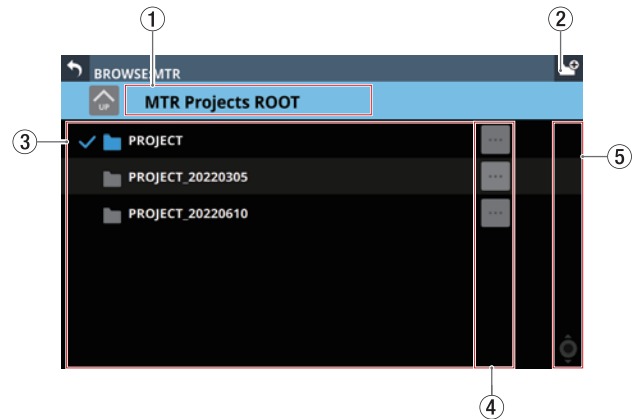 1
2
BROWSE:MTR
UP
MTR Projects ROOT
3
PROJECT
5
PROJECT_20220305
PROJECT_20220610
4